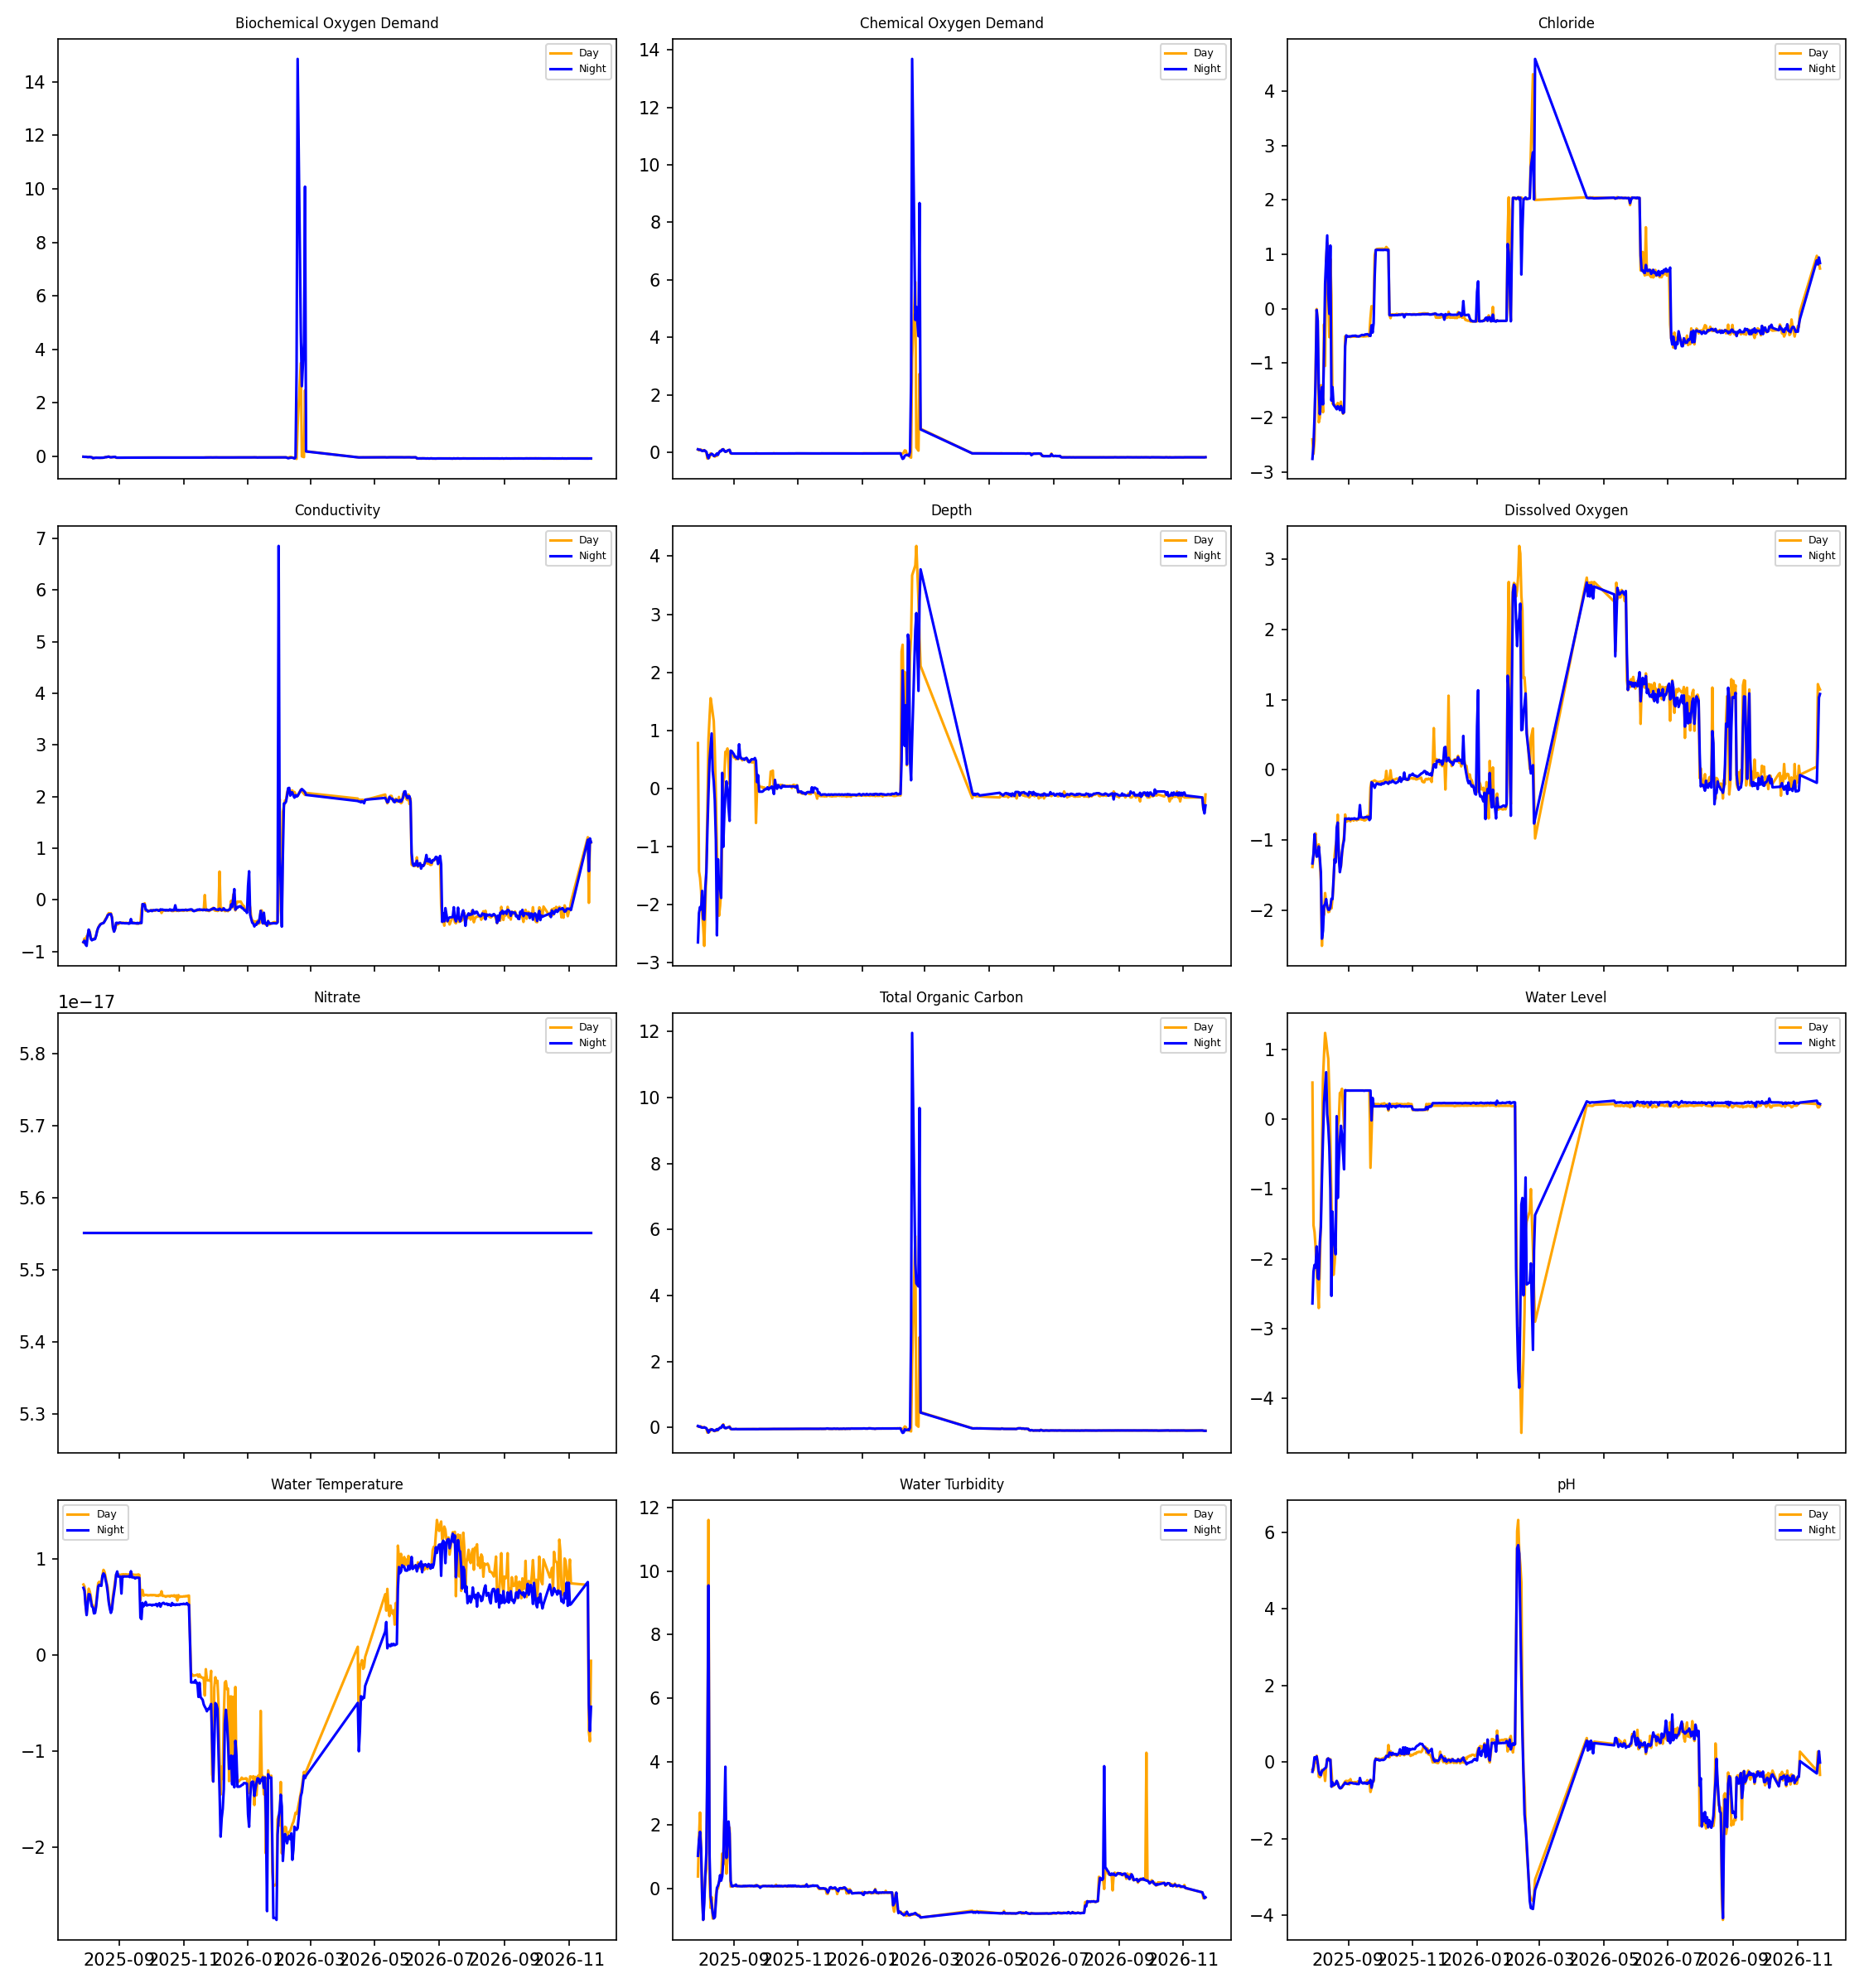 Biochemical Oxygen Demand
14
12
10
8
6
4
2
0
Day
Night
Chemical Oxygen Demand
14
12
10
8
6
4
2
0
Day
Night
Chloride
4
3
2
1
0
−1
−2
−3
Day
Night
Conductivity
7
6
5
4
3
2
1
0
−1
Day
Night
Depth
4
3
2
1
0
−1
−2
−3
Day
Night
Dissolved Oxygen
3
2
1
0
−1
−2
Day
Night
Nitrate
1e−17
5.8
5.7
5.6
5.5
5.4
5.3
Day
Night
Total Organic Carbon
12
10
8
6
4
2
0
Day
Night
Water Level
1
0
−1
−2
−3
−4
Day
Night
Water Temperature
1
0
−1
−2
Day
Night
2025-09 2025-11 2026-01 2026-03 2026-05 2026-07 2026-09 2026-11
Water Turbidity
12
10
8
6
4
2
0
Day
Night
2025-09 2025-11 2026-01 2026-03 2026-05 2026-07 2026-09 2026-11
pH
6
4
2
0
−2
−4
Day
Night
2025-09 2025-11 2026-01 2026-03 2026-05 2026-07 2026-09 2026-11